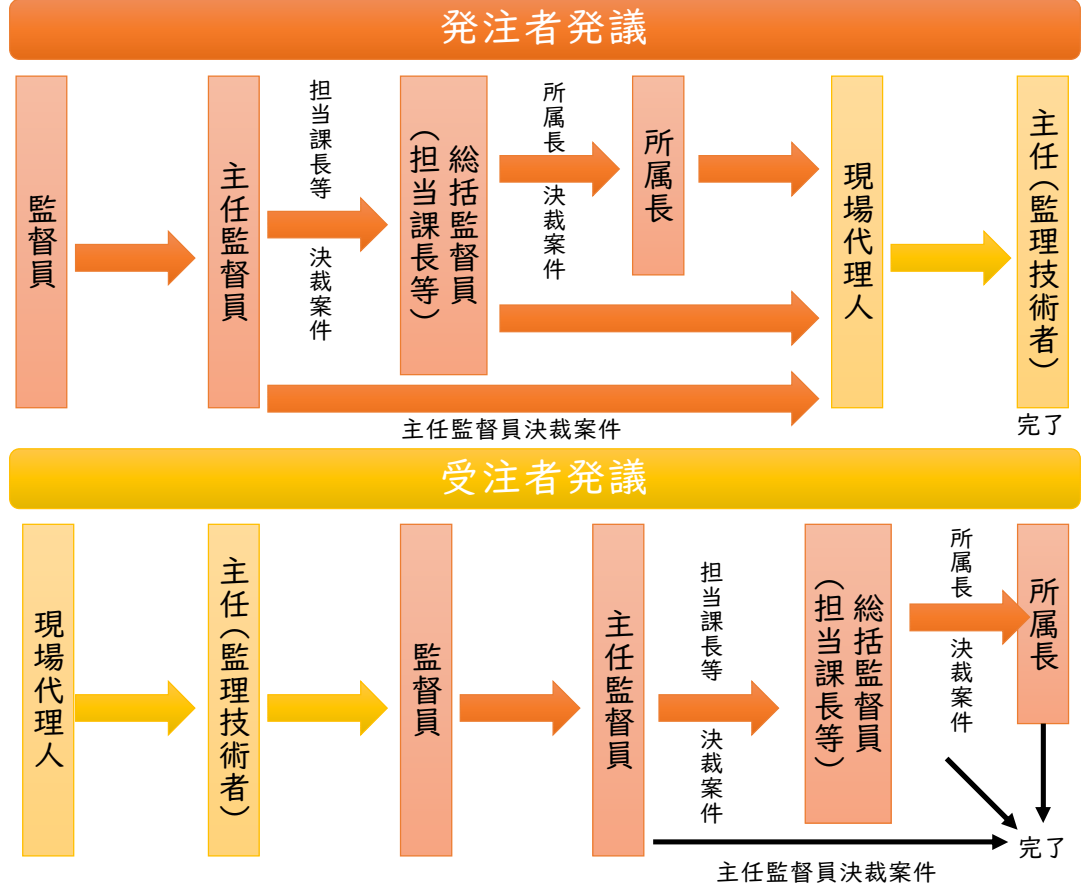 発注者発議
監督員
主任監督員
担当課長等
決裁案件
総括監督員
(担当課長等)
所属長
決裁案件
所属長
現場代理人
主任(監理技術者)
完了
主任監督員決裁案件
受注者発議
現場代理人
主任(監理技術者)
監督員
主任監督員
担当課長等
決裁案件
総括監督員
(担当課長等)
所属長
決裁案件
所属長
完了
主任監督員決裁案件